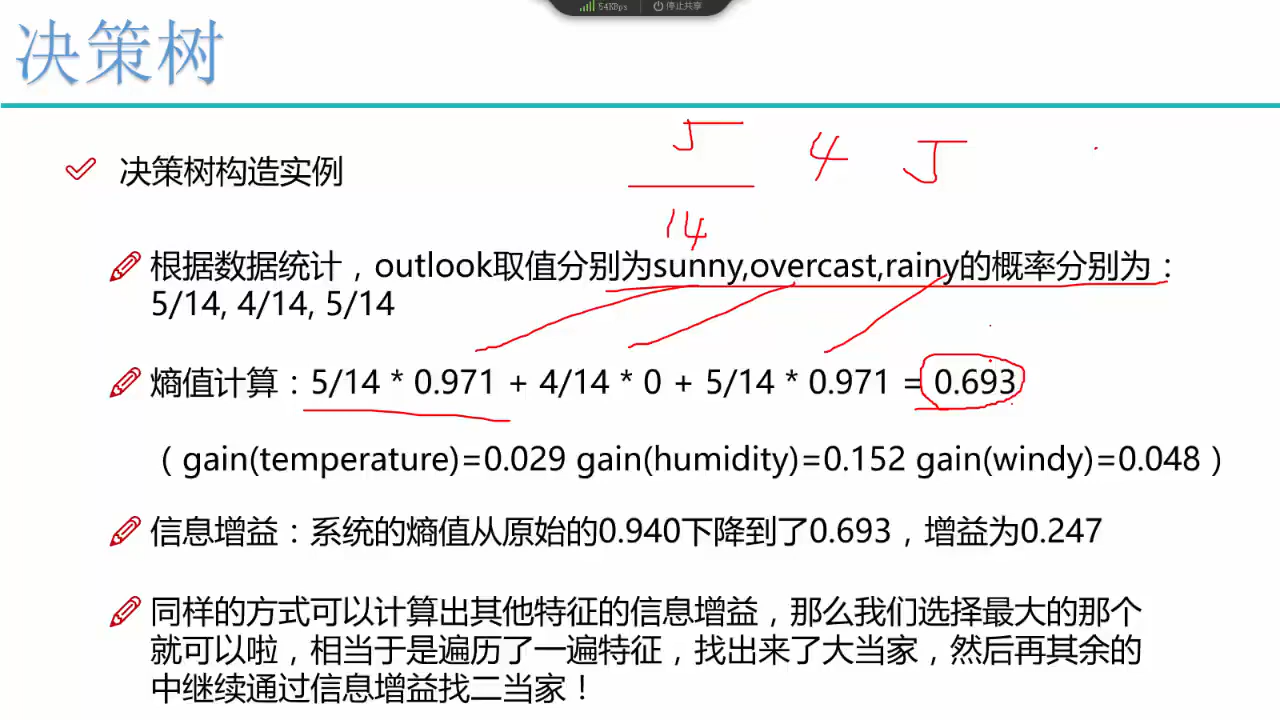 54KBps 停止共享
决策树
5 4 5
14
决策树构造实例
根据数据统计，outlook取值分别为sunny,overcast,rainy的概率分别为：
5/14, 4/14, 5/14
熵值计算：5/14 * 0.971 + 4/14 * 0 + 5/14 * 0.971 = 0.693
（gain(temperature)=0.029 gain(humidity)=0.152 gain(windy)=0.048）
信息增益：系统的熵值从原始的0.940下降到了0.693，增益为0.247
同样的方式可以计算出其他特征的信息增益，那么我们选择最大的那个
就可以啦，相当于是遍历了一遍特征，找出来了大当家，然后再其余的
中继续通过信息增益找二当家！